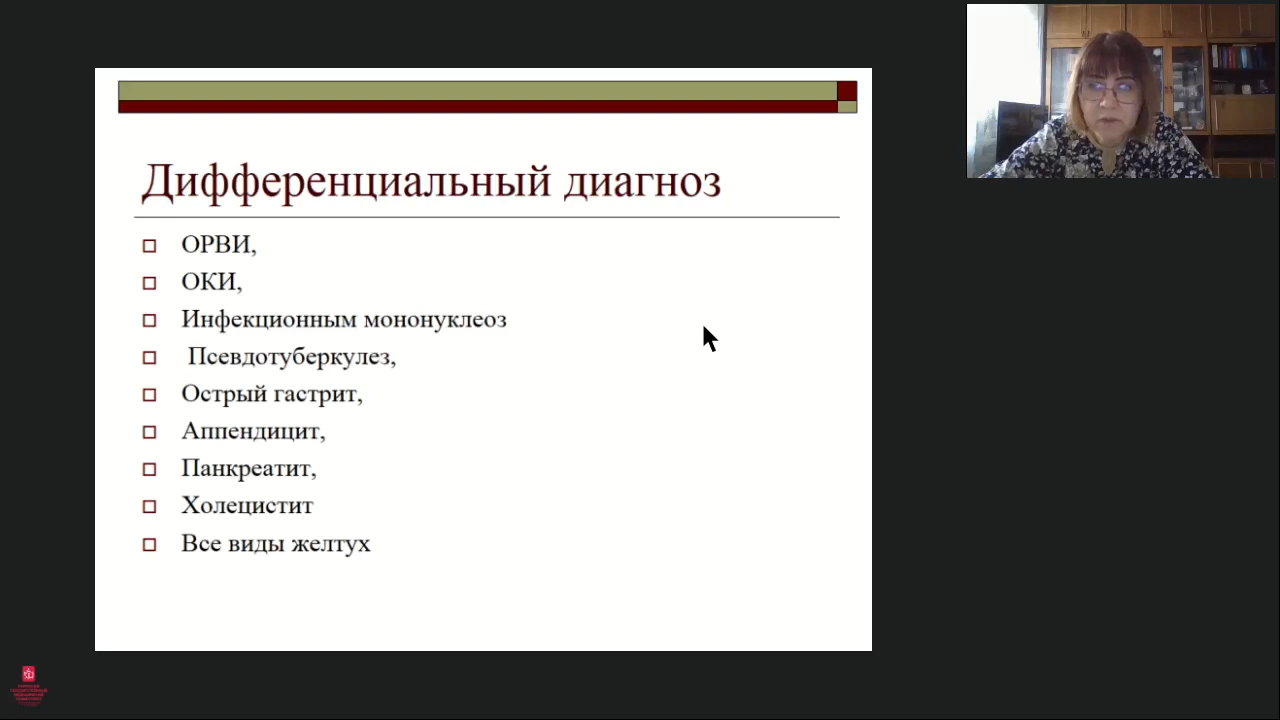 Дифференциальный диагноз
ОРВИ,
ОКИ,
Инфекционным мононуклеоз
Псевдотуберкулез,
Острый гастрит,
Аппендицит,
Панкреатит,
Холецистит
Все виды желтух